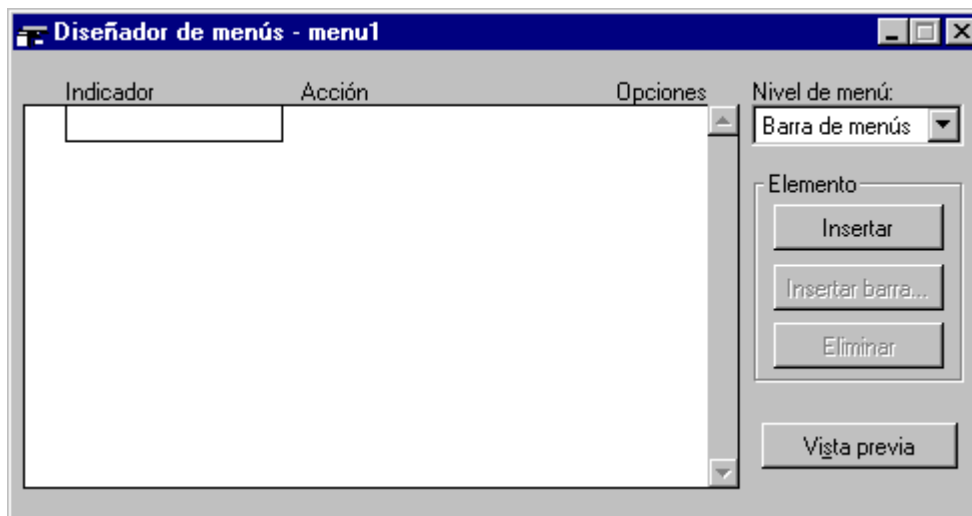 Diseñador de menús - menu1
Indicador Acción Opciones Nivel de menú:
Barra de menús
Elemento
Insertar
Insertar barra...
Eliminar
Vista previa